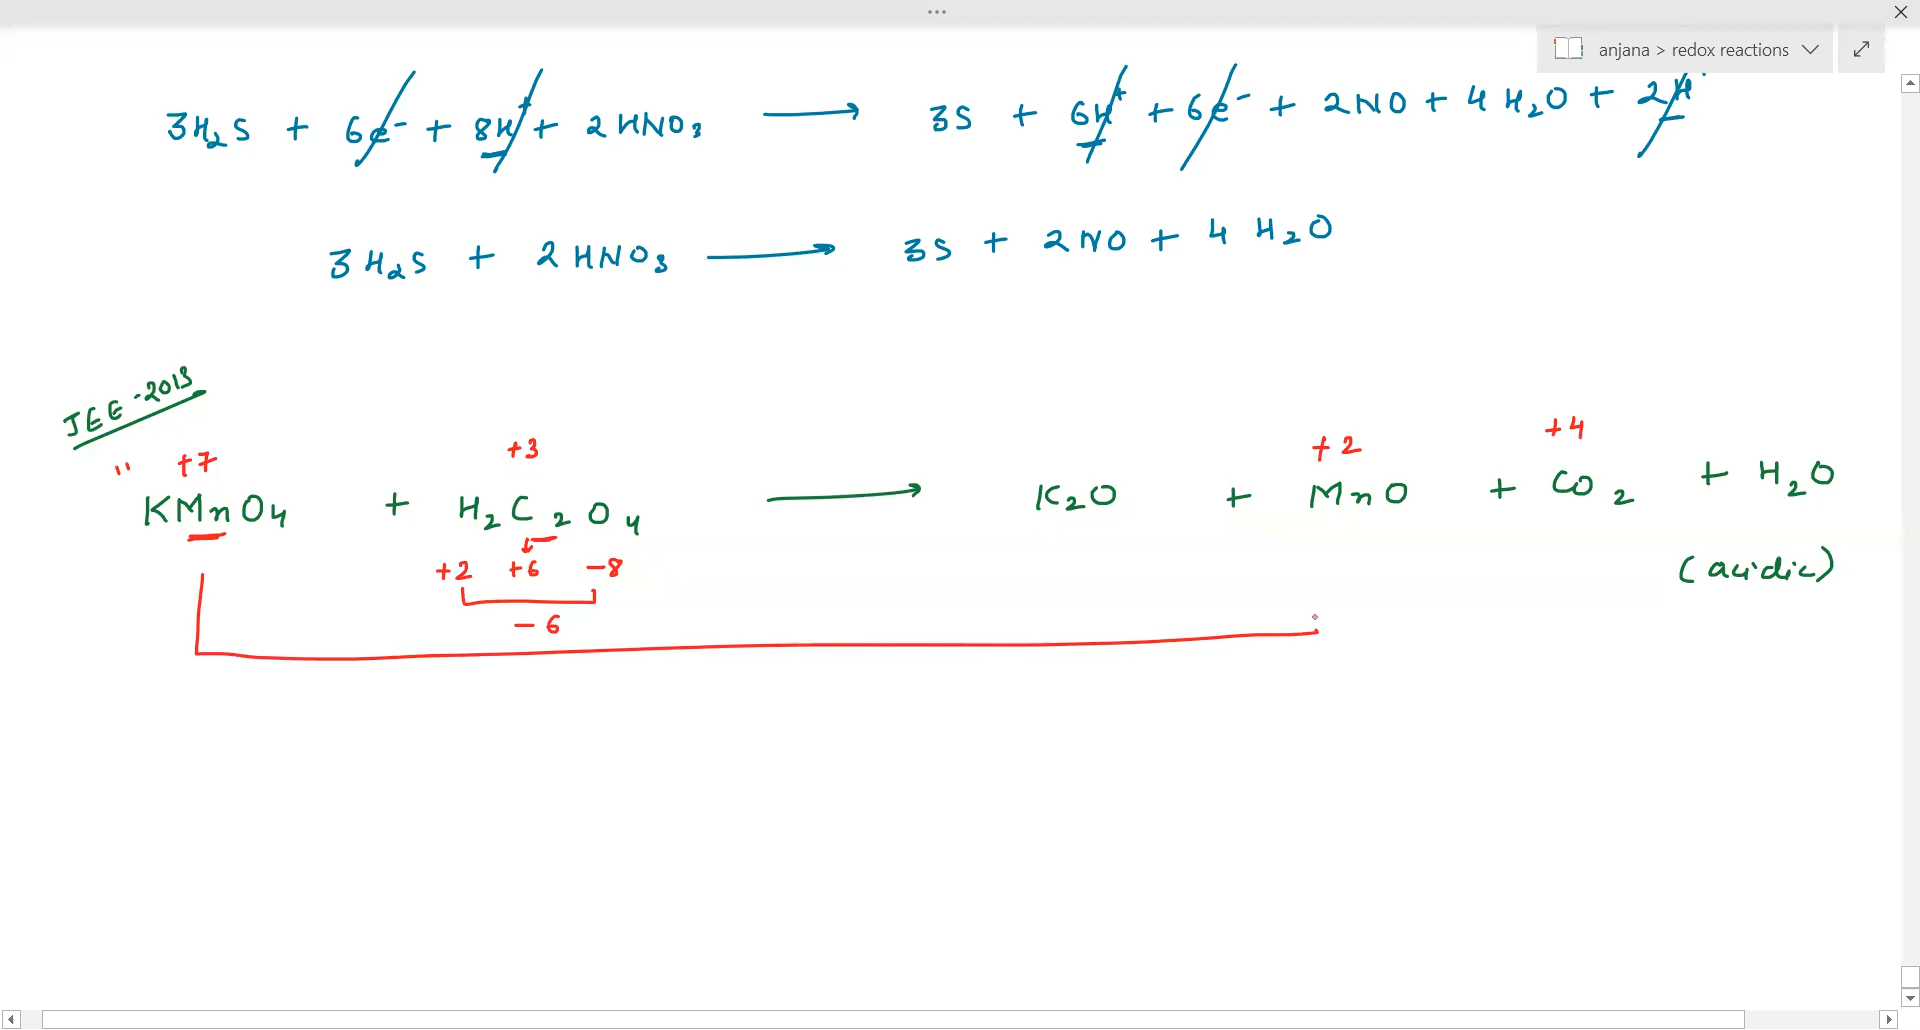 anjana > redox reactions
3H₂S + 6e⁻ + 8H⁺ + 2HNO₃ → 3S + 6H⁺ + 6e⁻ + 2NO + 4H₂O + 2H⁺
3H₂S + 2HNO₃ → 3S + 2NO + 4H₂O
JEE-2013
+7 +3 +2 +4
KMnO₄ + H₂C₂O₄ → K₂O + MnO + CO₂ + H₂O
+2 +6 -8 (acidic)
-6